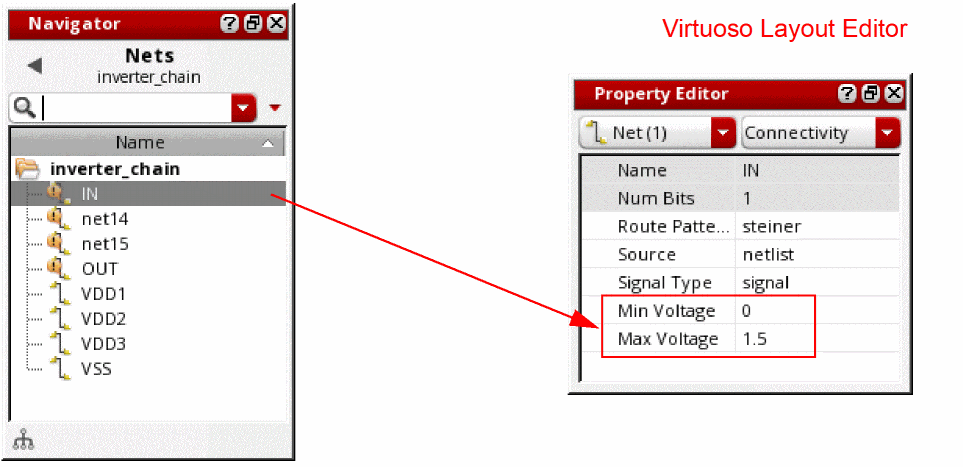 Navigator
Nets
inverter_chain
Name
inverter_chain
IN
net14
net15
OUT
VDD1
VDD2
VDD3
VSS
Virtuoso Layout Editor
Property Editor
Net (1) Connectivity
Name IN
Num Bits 1
Route Patte... steiner
Source netlist
Signal Type signal
Min Voltage 0
Max Voltage 1.5